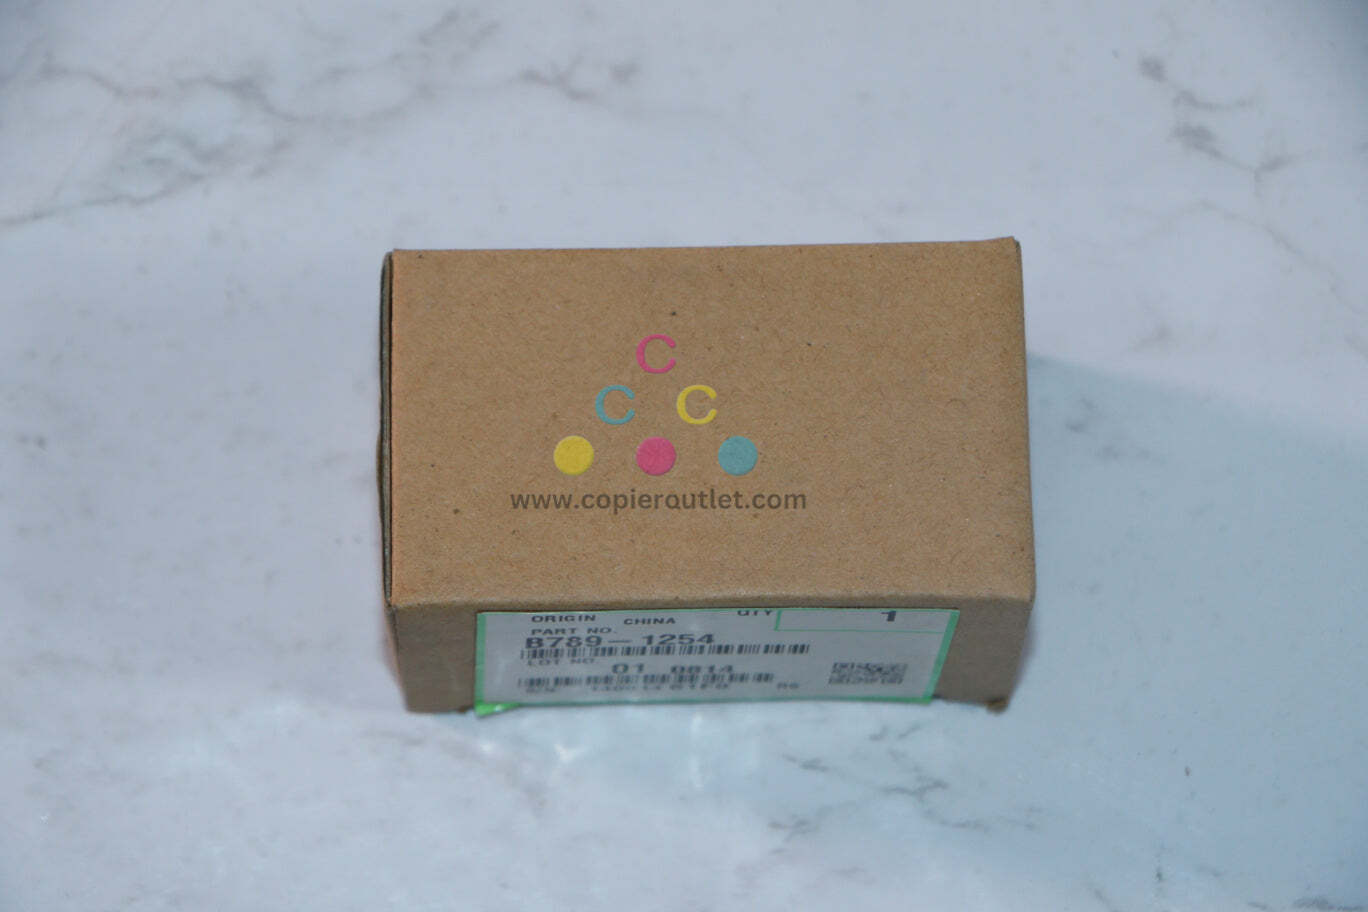 C
C C
www.copieroutlet.com
ORIGIN CHINA QTY 1
PART NO.
B789-1254
LOT NO.
01 0814